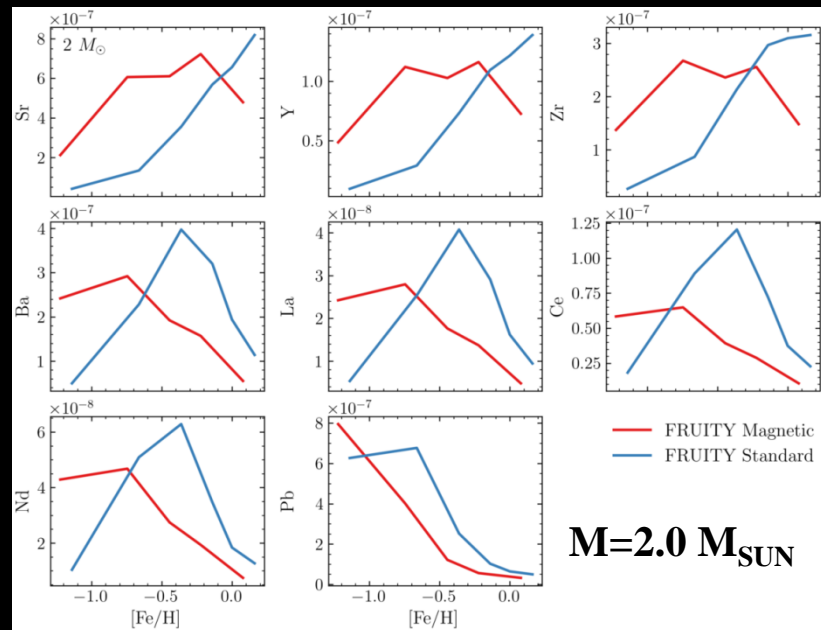 ×10⁻⁷
8
6
4
2
Sr
2 M⊙
×10⁻⁷
1.0
0.5
Y
×10⁻⁷
3
2
1
Zr
×10⁻⁷
4
3
2
1
Ba
×10⁻⁸
4
3
2
1
La
×10⁻⁷
1.25
1.00
0.75
0.50
0.25
Ce
×10⁻⁸
6
4
2
Nd
−1.0 −0.5 0.0
[Fe/H]
×10⁻⁷
8
6
4
2
0
Pb
−1.0 −0.5 0.0
[Fe/H]
FRUITY Magnetic
FRUITY Standard
M=2.0 M_SUN